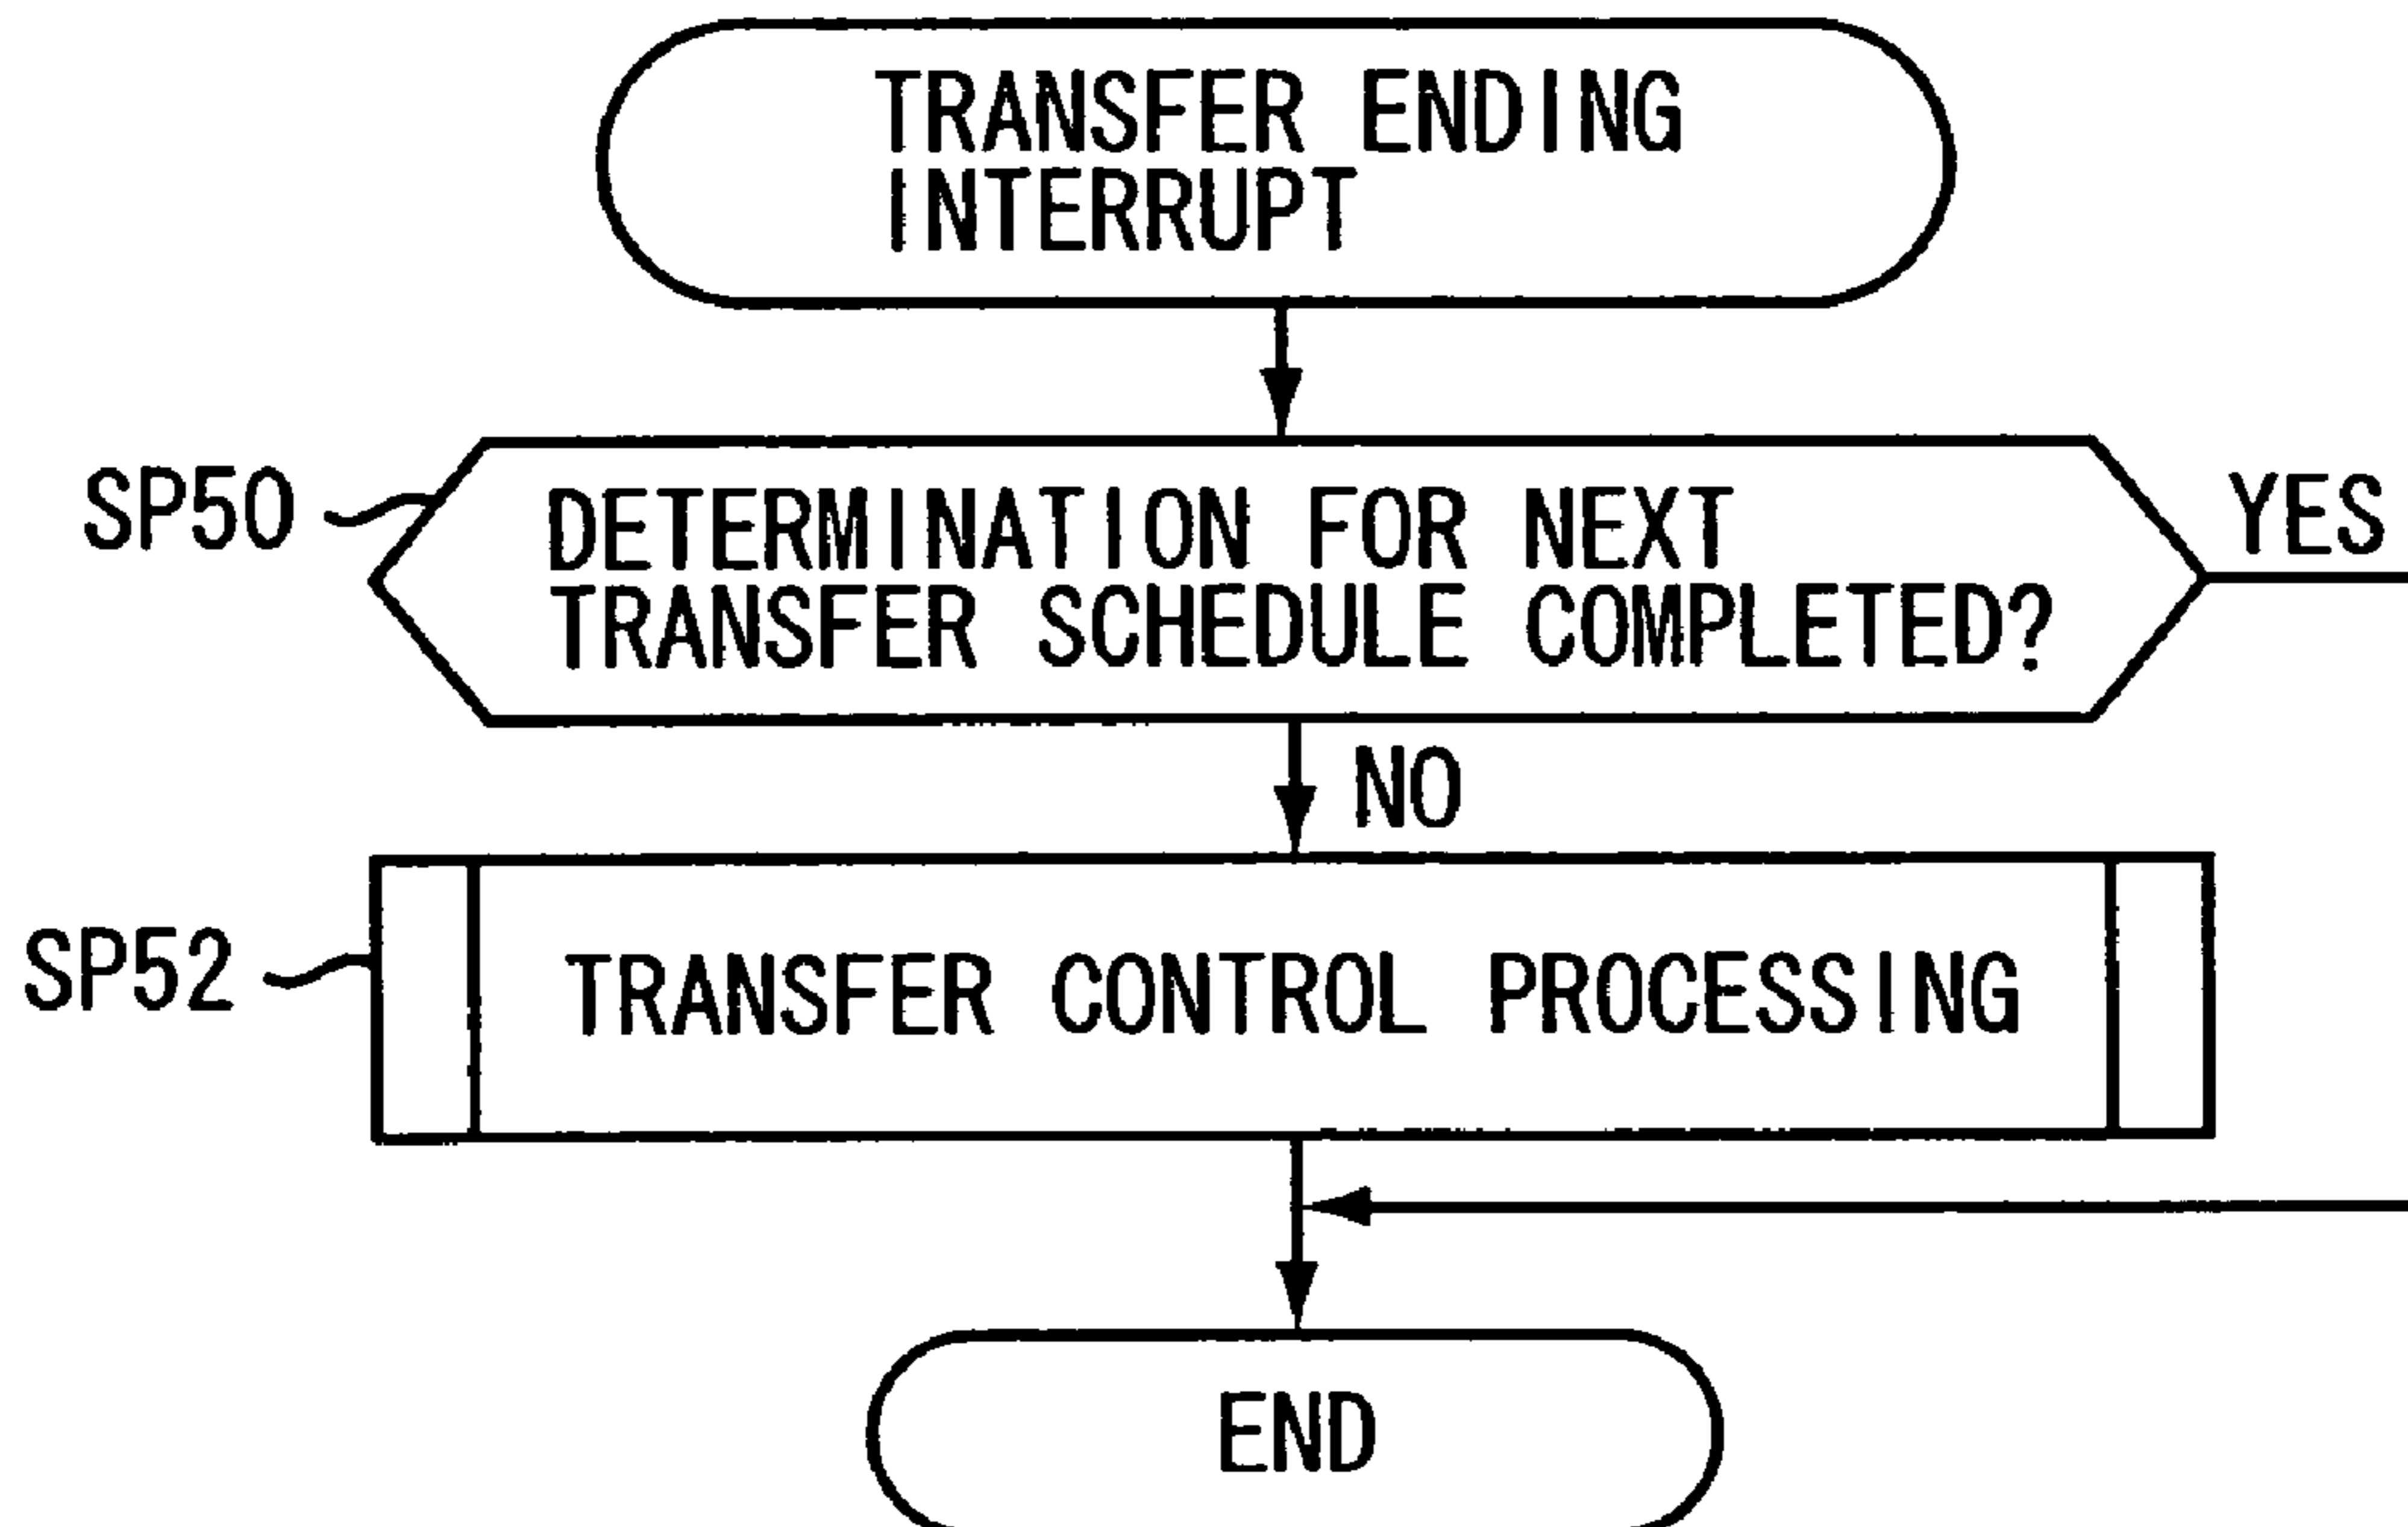 TRANSFER ENDING
INTERRUPT
SP50
DETERMINATION FOR NEXT
TRANSFER SCHEDULE COMPLETED?
YES
NO
SP52
TRANSFER CONTROL PROCESSING
END